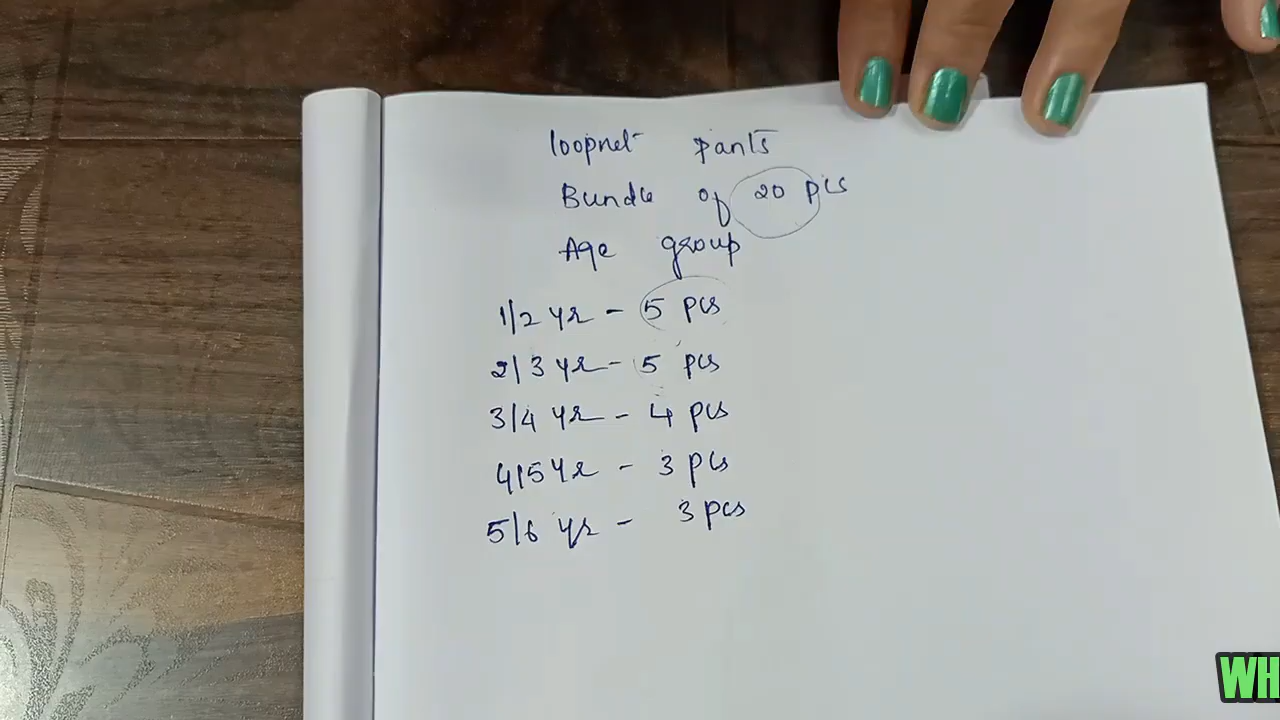 loopnet pants
Bundle of 20 pcs
Age group
1/2 yr - 5 pcs
2/3 yr - 5 pcs
3/4 yr - 4 pcs
4/5 yr - 3 pcs
5/6 yr - 3 pcs
WH